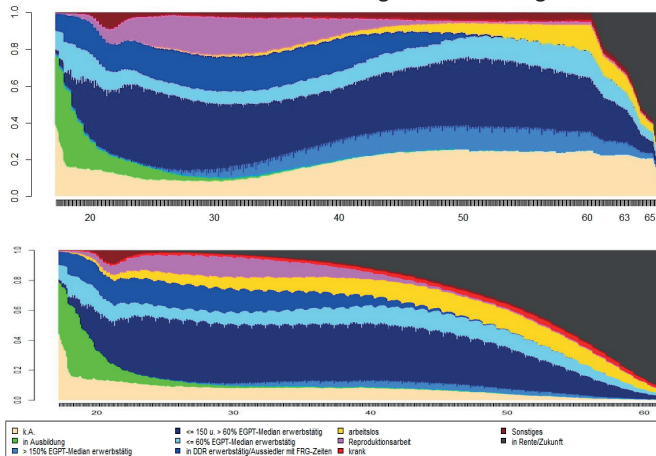 1.0
0.8
0.6
0.4
0.2
0.0
20 30 40 50 60 63 65
1.0
0.8
0.6
0.4
0.2
0.0
20 30 40 50 60
k.A. <= 150 u. > 60% EGPT-Median erwerbstätig arbeitslos Sonstiges
in Ausbildung <= 60% EGPT-Median erwerbstätig Reproduktionsarbeit in Rente/Zukunft
> 150% EGPT-Median erwerbstätig in DDR erwerbstätig/Aussiedler mit FRG-Zeiten krank